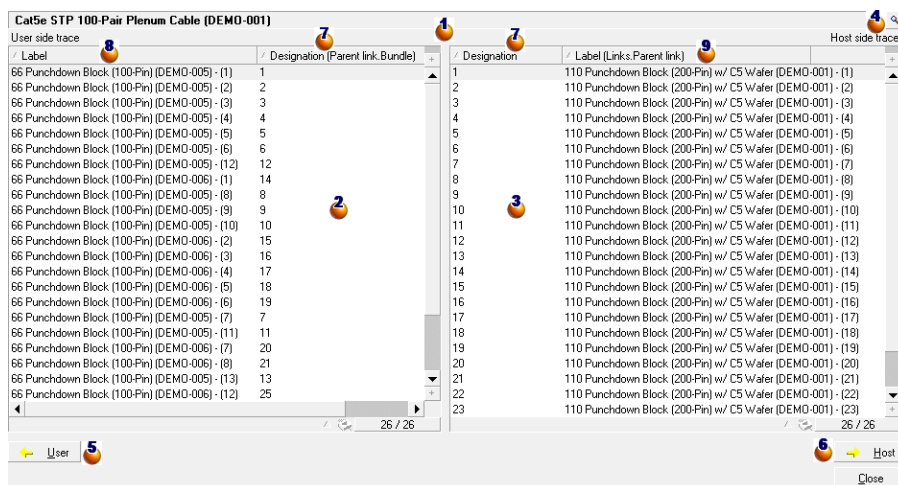 Cat5e STP 100-Pair Plenum Cable (DEMO-001)
1
4
User side trace
Host side trace
8
7
7
9
Label
Designation (Parent link.Bundle)
Designation
Label (Links.Parent link)
66 Punchdown Block (100-Pin) (DEMO-005) - (1) 1
66 Punchdown Block (100-Pin) (DEMO-005) - (2) 2
66 Punchdown Block (100-Pin) (DEMO-005) - (3) 3
66 Punchdown Block (100-Pin) (DEMO-005) - (4) 4
66 Punchdown Block (100-Pin) (DEMO-005) - (5) 5
66 Punchdown Block (100-Pin) (DEMO-005) - (6) 6
66 Punchdown Block (100-Pin) (DEMO-005) - (12) 12
66 Punchdown Block (100-Pin) (DEMO-006) - (1) 14
66 Punchdown Block (100-Pin) (DEMO-005) - (8) 8
66 Punchdown Block (100-Pin) (DEMO-005) - (9) 9
66 Punchdown Block (100-Pin) (DEMO-005) - (10) 10
66 Punchdown Block (100-Pin) (DEMO-006) - (2) 15
66 Punchdown Block (100-Pin) (DEMO-006) - (3) 16
66 Punchdown Block (100-Pin) (DEMO-006) - (4) 17
66 Punchdown Block (100-Pin) (DEMO-006) - (5) 18
66 Punchdown Block (100-Pin) (DEMO-006) - (6) 19
66 Punchdown Block (100-Pin) (DEMO-005) - (7) 7
66 Punchdown Block (100-Pin) (DEMO-005) - (11) 11
66 Punchdown Block (100-Pin) (DEMO-006) - (7) 20
66 Punchdown Block (100-Pin) (DEMO-006) - (8) 21
66 Punchdown Block (100-Pin) (DEMO-005) - (13) 13
66 Punchdown Block (100-Pin) (DEMO-006) - (12) 25
2
26 / 26
1 110 Punchdown Block (200-Pin) w/ C5 Wafer (DEMO-001) - (1)
2 110 Punchdown Block (200-Pin) w/ C5 Wafer (DEMO-001) - (2)
3 110 Punchdown Block (200-Pin) w/ C5 Wafer (DEMO-001) - (3)
4 110 Punchdown Block (200-Pin) w/ C5 Wafer (DEMO-001) - (4)
5 110 Punchdown Block (200-Pin) w/ C5 Wafer (DEMO-001) - (5)
6 110 Punchdown Block (200-Pin) w/ C5 Wafer (DEMO-001) - (6)
7 110 Punchdown Block (200-Pin) w/ C5 Wafer (DEMO-001) - (7)
8 110 Punchdown Block (200-Pin) w/ C5 Wafer (DEMO-001) - (8)
9 110 Punchdown Block (200-Pin) w/ C5 Wafer (DEMO-001) - (9)
10 110 Punchdown Block (200-Pin) w/ C5 Wafer (DEMO-001) - (10)
11 110 Punchdown Block (200-Pin) w/ C5 Wafer (DEMO-001) - (11)
12 110 Punchdown Block (200-Pin) w/ C5 Wafer (DEMO-001) - (12)
13 110 Punchdown Block (200-Pin) w/ C5 Wafer (DEMO-001) - (13)
14 110 Punchdown Block (200-Pin) w/ C5 Wafer (DEMO-001) - (14)
15 110 Punchdown Block (200-Pin) w/ C5 Wafer (DEMO-001) - (15)
16 110 Punchdown Block (200-Pin) w/ C5 Wafer (DEMO-001) - (16)
17 110 Punchdown Block (200-Pin) w/ C5 Wafer (DEMO-001) - (17)
18 110 Punchdown Block (200-Pin) w/ C5 Wafer (DEMO-001) - (18)
19 110 Punchdown Block (200-Pin) w/ C5 Wafer (DEMO-001) - (19)
20 110 Punchdown Block (200-Pin) w/ C5 Wafer (DEMO-001) - (20)
21 110 Punchdown Block (200-Pin) w/ C5 Wafer (DEMO-001) - (21)
22 110 Punchdown Block (200-Pin) w/ C5 Wafer (DEMO-001) - (22)
23 110 Punchdown Block (200-Pin) w/ C5 Wafer (DEMO-001) - (23)
3
26 / 26
User 5
6 Host
Close